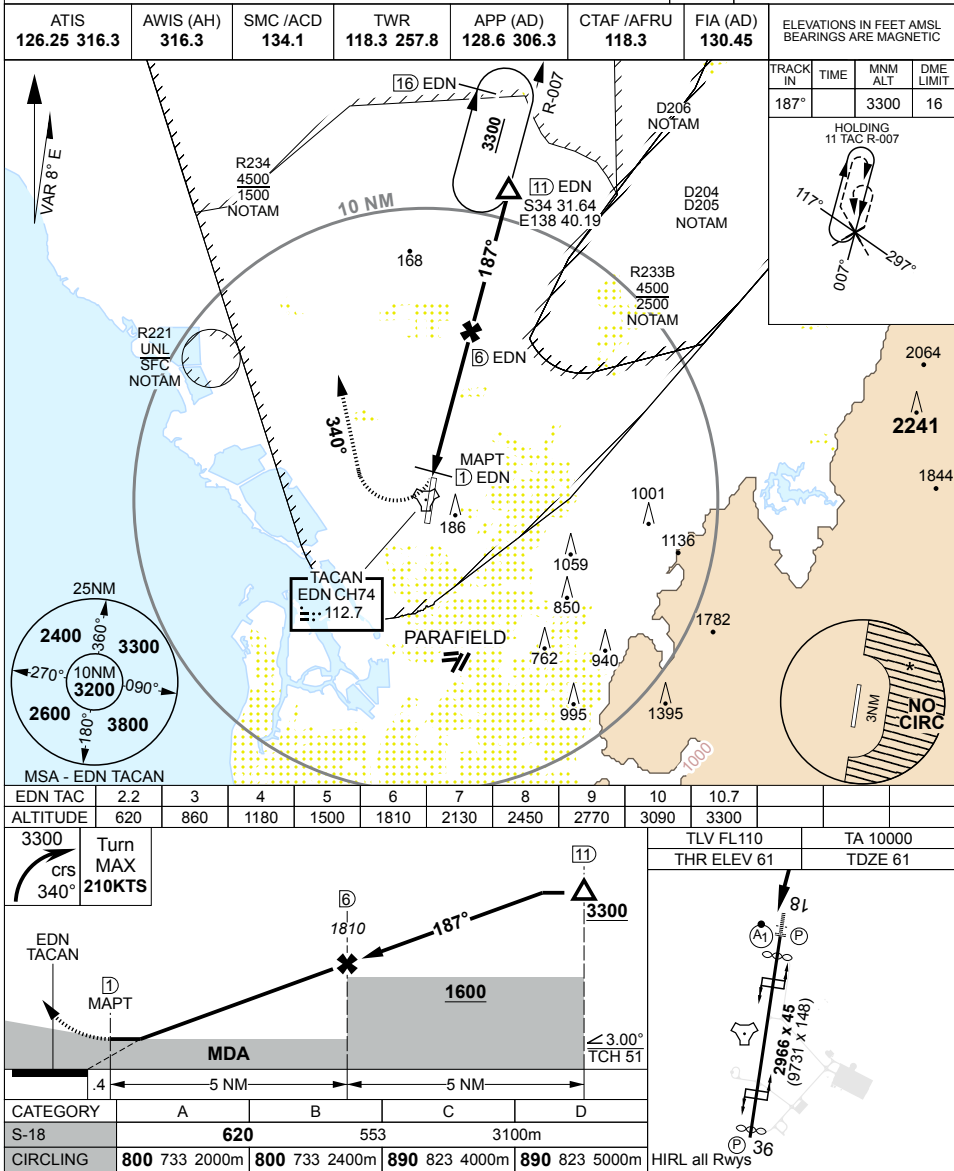 ATIS
126.25 316.3
AWIS (AH)
316.3
SMC /ACD
134.1
TWR
118.3 257.8
APP (AD)
128.6 306.3
CTAF /AFRU
118.3
FIA (AD)
130.45
ELEVATIONS IN FEET AMSL
BEARINGS ARE MAGNETIC
TRACK IN TIME MNM ALT DME LIMIT
187° 3300 16
HOLDING
11 TAC R-007
117°
297°
007°
VAR 8° E
16 EDN
R-007
3300
11 EDN
S34 31.64
E138 40.19
D206
NOTAM
R234
4500
1500
NOTAM
D204
D205
NOTAM
10 NM
168
187°
R233B
4500
2500
NOTAM
R221
UNL
SFC
NOTAM
6 EDN
2064
2241
340°
MAPT
1 EDN
1844
186
1001
1136
1059
TACAN
EDN CH74
112.7
850
PARAFIELD
1782
762
940
995
1395
1000
25NM
2400
360°
3300
270°
10NM
3200
090°
2600
180°
3800
MSA - EDN TACAN
*
3NM
NO
CIRC
EDN TAC 2.2 3 4 5 6 7 8 9 10 10.7
ALTITUDE 620 860 1180 1500 1810 2130 2450 2770 3090 3300
3300
crs
340°
Turn
MAX
210KTS
TLV FL110 TA 10000
THR ELEV 61 TDZE 61
11
3300
6
1810
187°
EDN
TACAN
1
MAPT
1600
MDA
3.00°
TCH 51
.4 5 NM 5 NM
18
A1
P
2966 x 45
(9731 x 148)
P
36
HIRL all Rwys
CATEGORY A B C D
S-18 620 553 3100m
CIRCLING 800 733 2000m 800 733 2400m 890 823 4000m 890 823 5000m